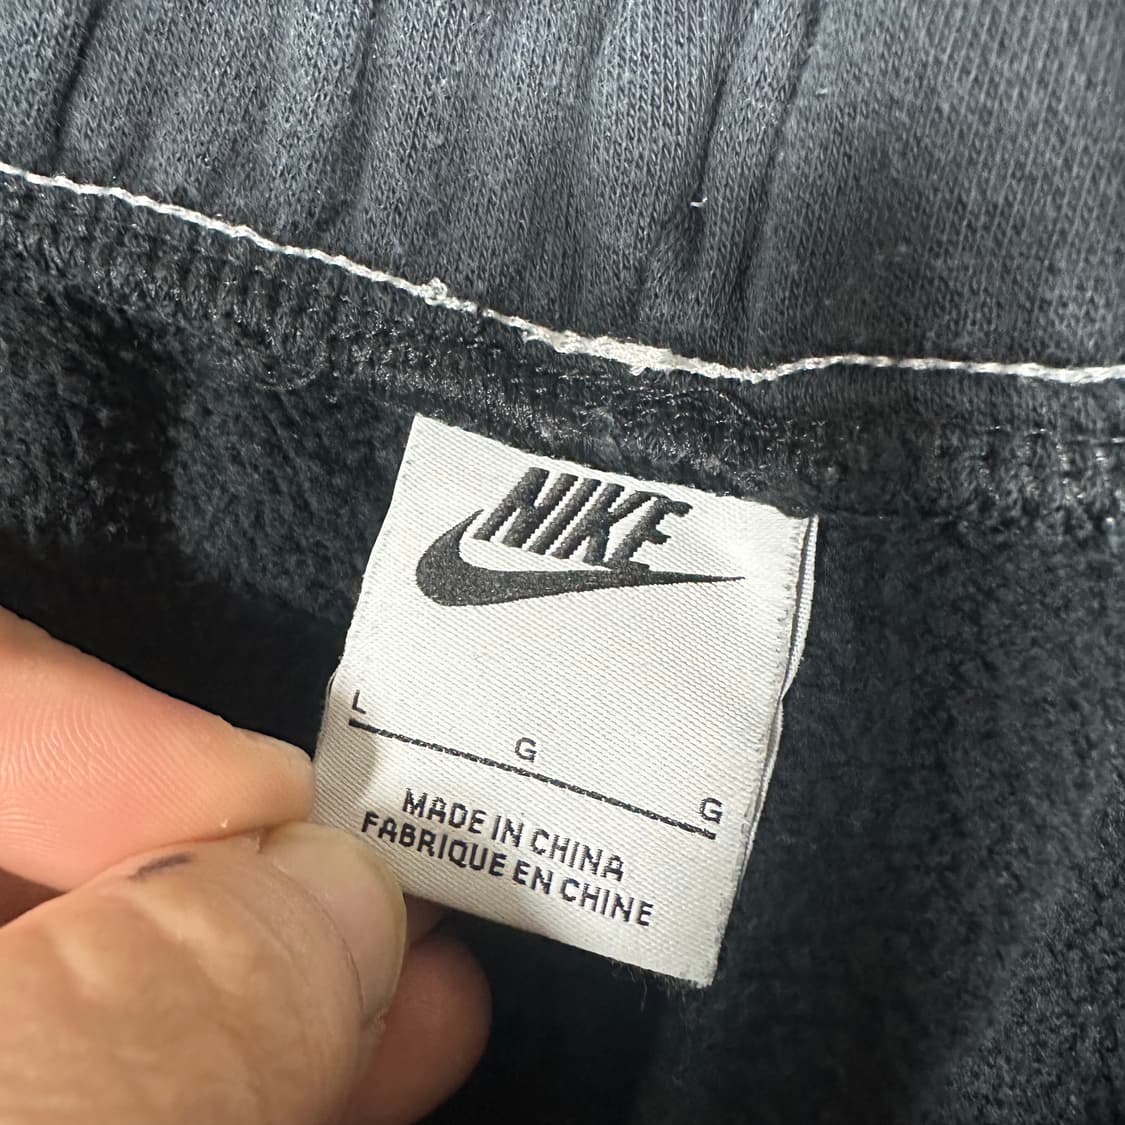 NIKE
L G G
MADE IN CHINA
FABRIQUE EN CHINE